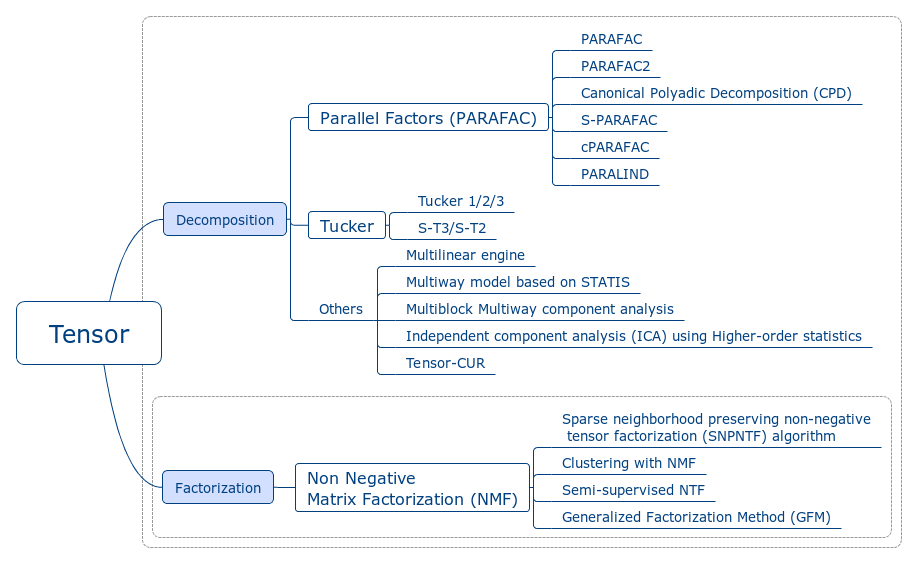 Tensor
Decomposition
Parallel Factors (PARAFAC)
PARAFAC
PARAFAC2
Canonical Polyadic Decomposition (CPD)
S-PARAFAC
cPARAFAC
PARALIND
Tucker
Tucker 1/2/3
S-T3/S-T2
Others
Multilinear engine
Multiway model based on STATIS
Multiblock Multiway component analysis
Independent component analysis (ICA) using Higher-order statistics
Tensor-CUR
Factorization
Non Negative
Matrix Factorization (NMF)
Sparse neighborhood preserving non-negative
tensor factorization (SNPNTF) algorithm
Clustering with NMF
Semi-supervised NTF
Generalized Factorization Method (GFM)